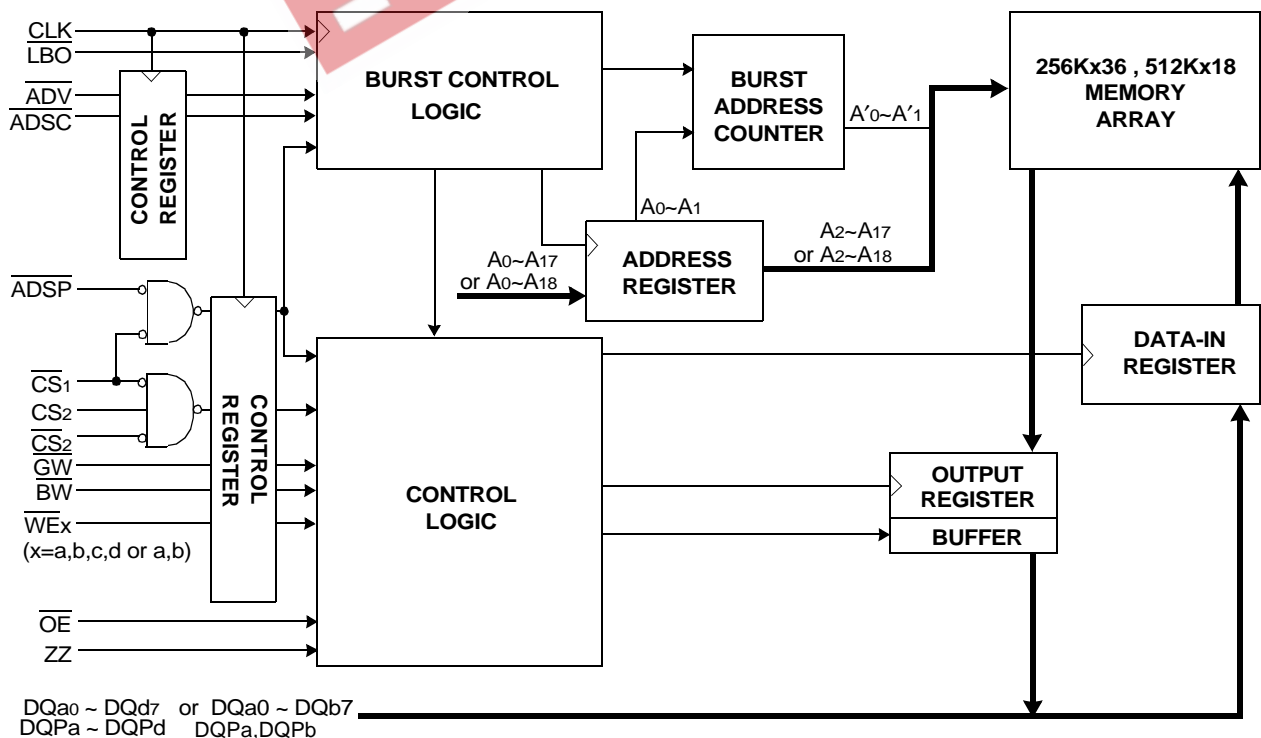 CLK
LBO
ADV
ADSC
CONTROL
REGISTER
BURST CONTROL
LOGIC
BURST
ADDRESS
COUNTER
A′0~A′1
256Kx36 , 512Kx18
MEMORY
ARRAY
A0~A1
A0~A17
or A0~A18
ADDRESS
REGISTER
A2~A17
or A2~A18
ADSP
CS1
CS2
CS2
GW
BW
WEx
(x=a,b,c,d or a,b)
OE
ZZ
CONTROL
REGISTER
CONTROL
LOGIC
DATA-IN
REGISTER
OUTPUT
REGISTER
BUFFER
DQa0 ~ DQd7 or DQa0 ~ DQb7
DQPa ~ DQPd DQPa,DQPb